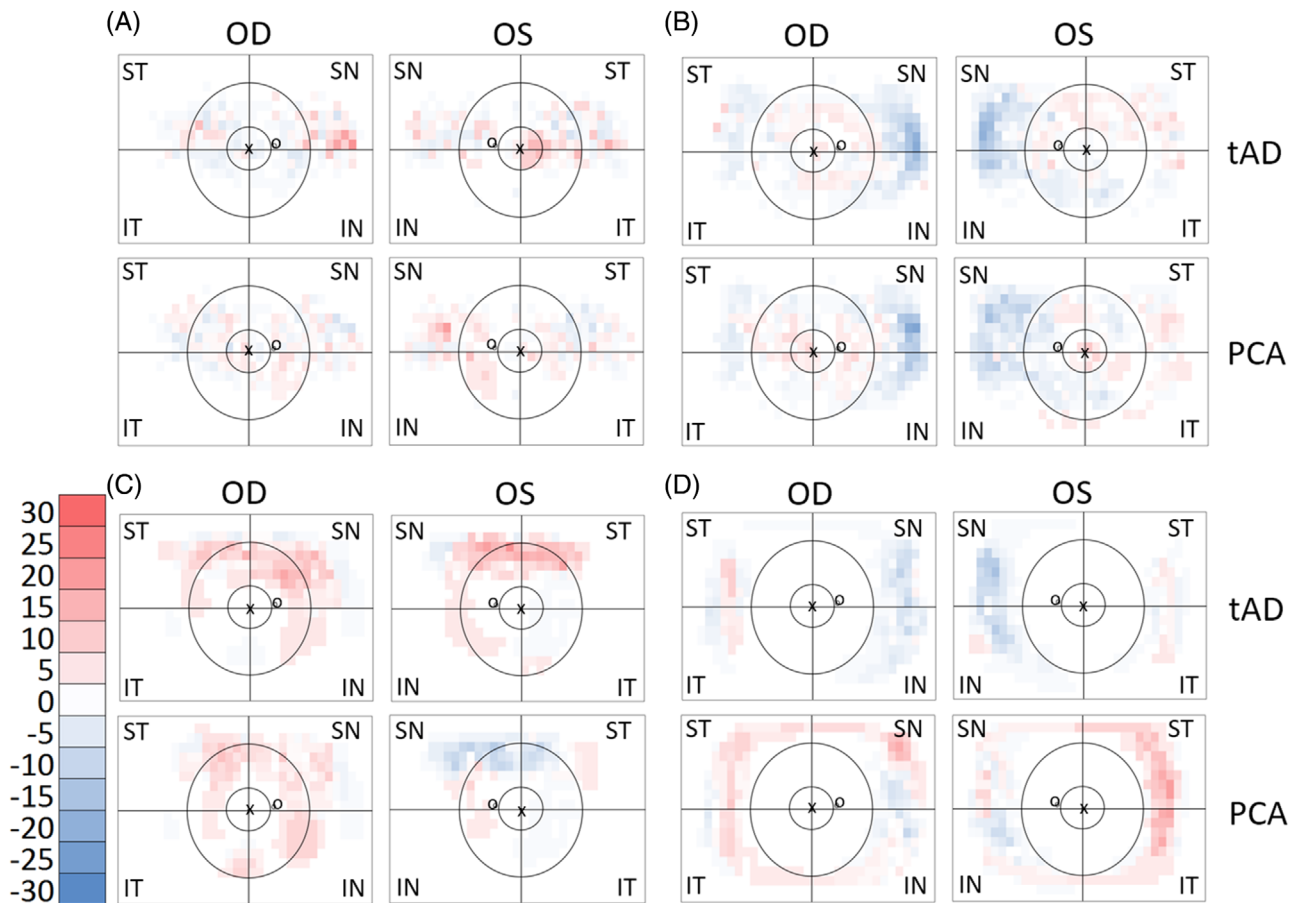 (A) (B)
OD OS OD OS
ST SN SN ST ST SN SN ST
O X O X X O O X
tAD
IT IN IN IT IT IN IN IT
ST SN SN ST ST SN SN ST
O X O X X O O X
PCA
IT IN IN IT IT IN IN IT
(C) (D)
OD OS OD OS
30
25
20
15
10
5
0
-5
-10
-15
-20
-25
-30
ST SN SN ST ST SN SN ST
X O O X X O O X
tAD
IT IN IN IT IT IN IN IT
ST SN SN ST ST SN SN ST
X O O X X O O X
PCA
IT IN IN IT IT IN IN IT